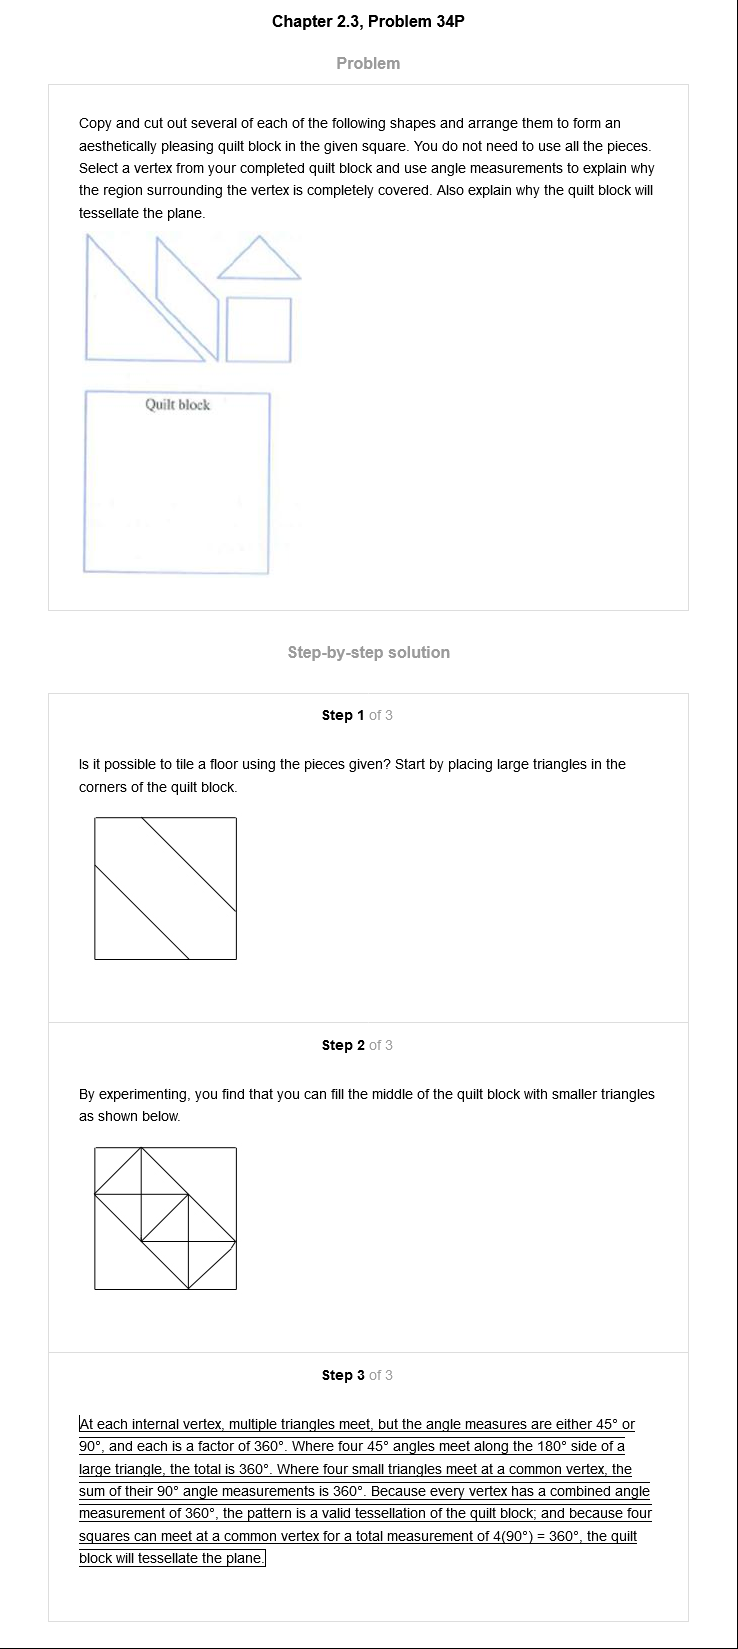 Chapter 2.3, Problem 34P
Problem
Copy and cut out several of each of the following shapes and arrange them to form an
aesthetically pleasing quilt block in the given square. You do not need to use all the pieces.
Select a vertex from your completed quilt block and use angle measurements to explain why
the region surrounding the vertex is completely covered. Also explain why the quilt block will
tessellate the plane.
Quilt block
Step-by-step solution
Step 1 of 3
Is it possible to tile a floor using the pieces given? Start by placing large triangles in the
corners of the quilt block.
Step 2 of 3
By experimenting, you find that you can fill the middle of the quilt block with smaller triangles
as shown below.
Step 3 of 3
At each internal vertex, multiple triangles meet, but the angle measures are either 45° or
90°, and each is a factor of 360°. Where four 45° angles meet along the 180° side of a
large triangle, the total is 360°. Where four small triangles meet at a common vertex, the
sum of their 90° angle measurements is 360°. Because every vertex has a combined angle
measurement of 360°, the pattern is a valid tessellation of the quilt block; and because four
squares can meet at a common vertex for a total measurement of 4(90°) = 360°, the quilt
block will tessellate the plane.